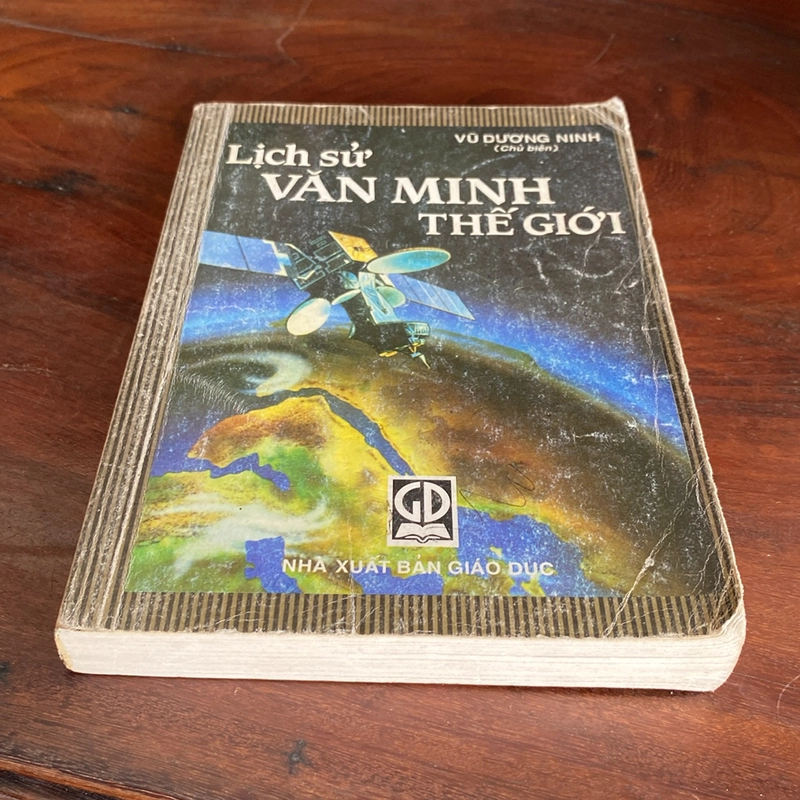 VŨ DƯƠNG NINH
(Chủ biên)
Lịch sử
VĂN MINH
THẾ GIỚI
GD
NHÀ XUẤT BẢN GIÁO DỤC